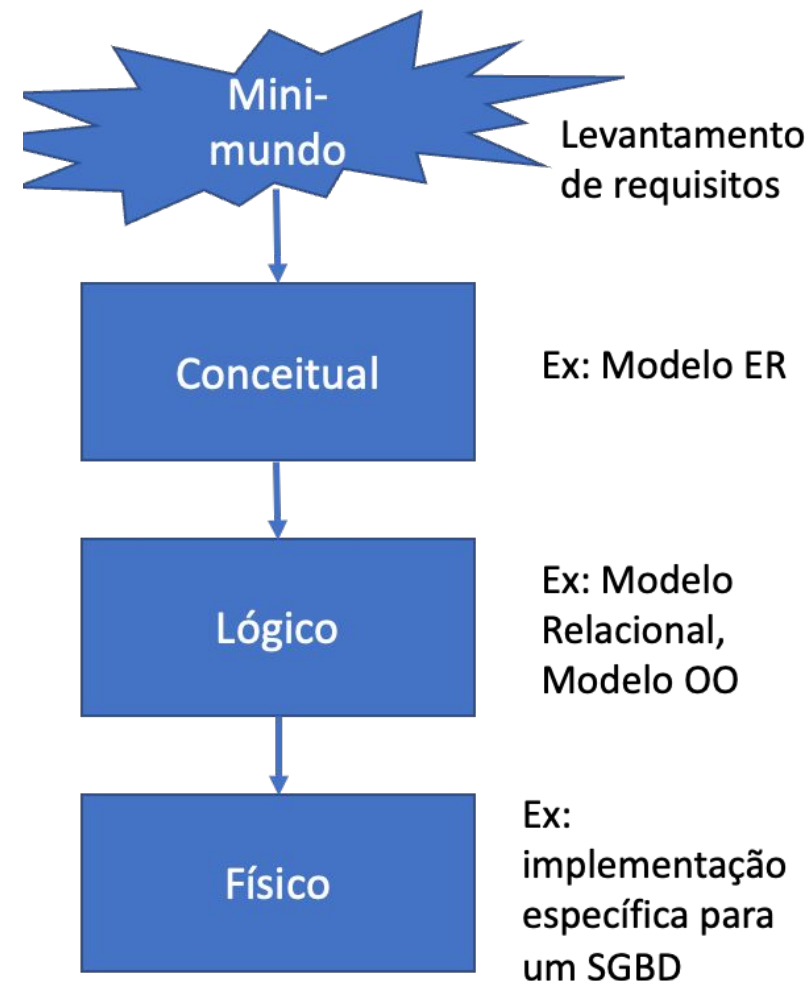 Mini-
mundo
Levantamento
de requisitos
Conceitual
Ex: Modelo ER
Lógico
Ex: Modelo
Relacional,
Modelo OO
Físico
Ex:
implementação
específica para
um SGBD